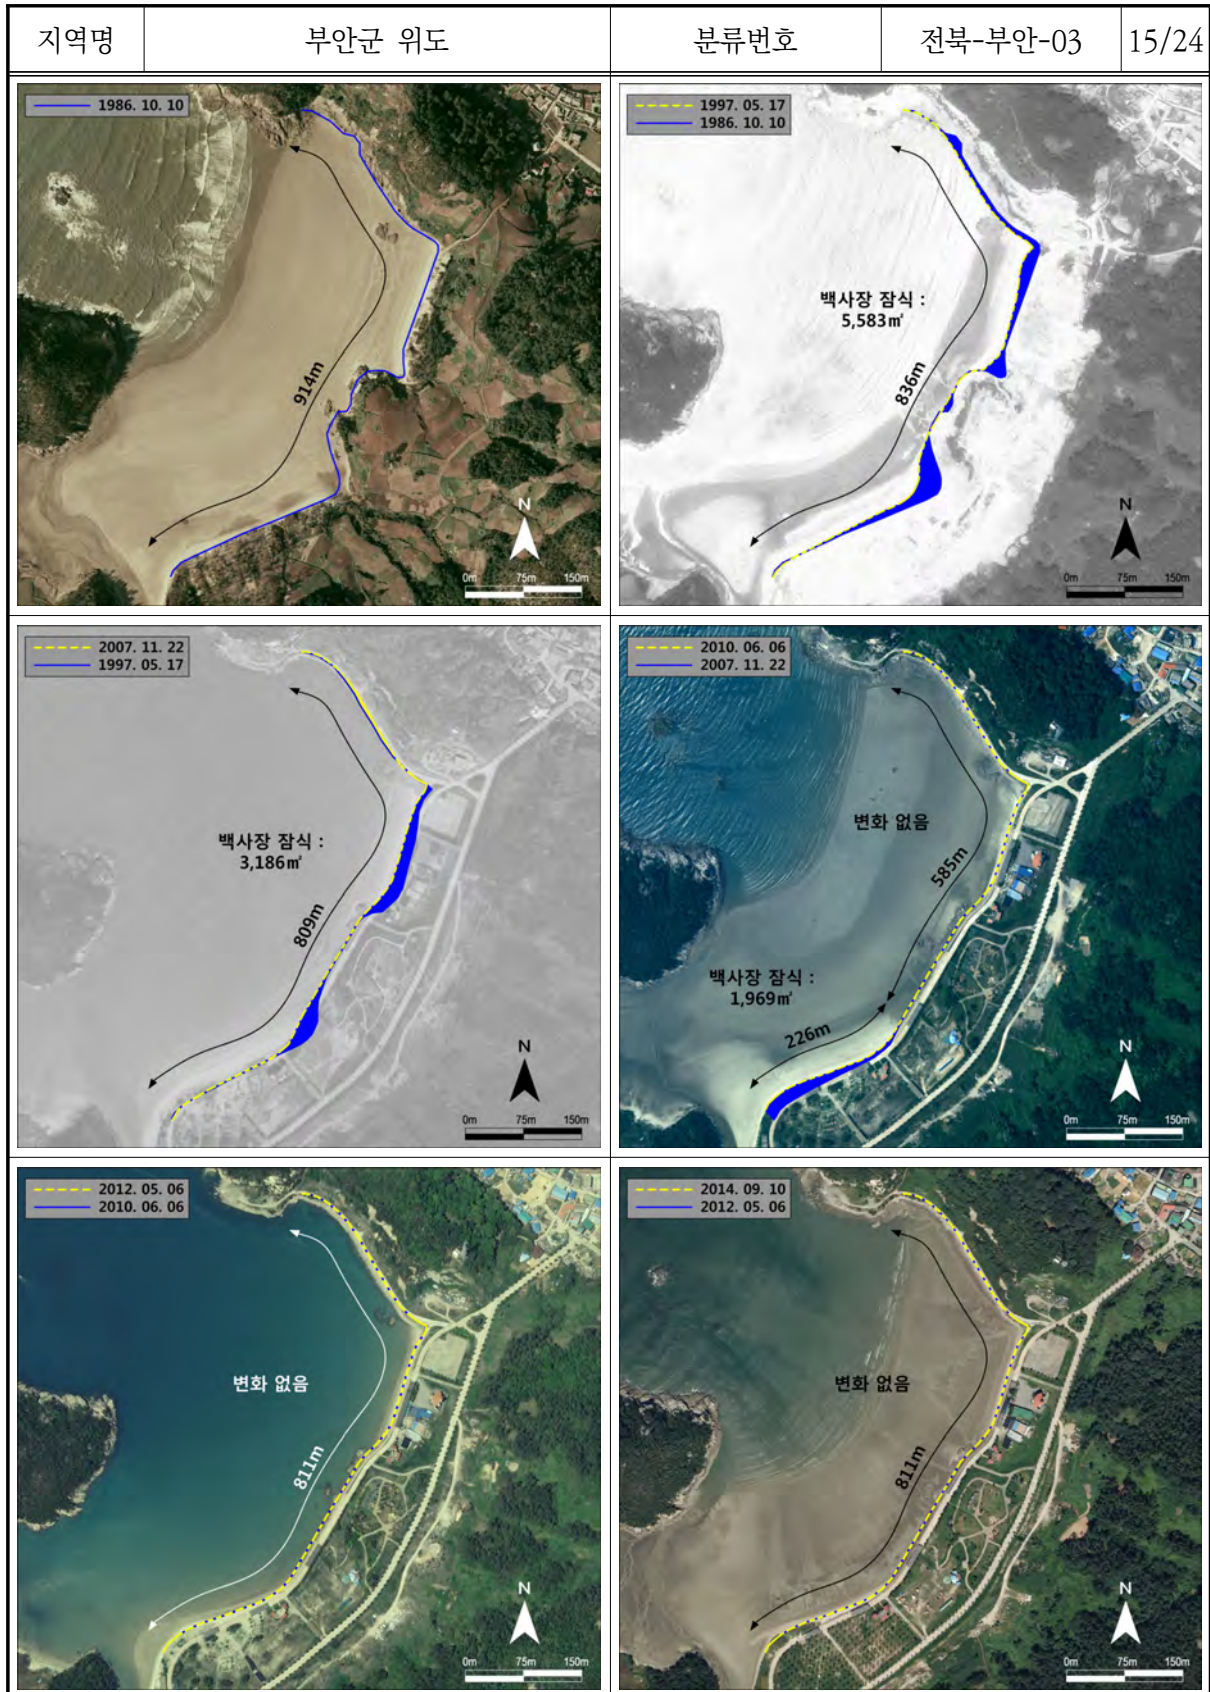 지역명 부안군 위도 분류번호 전북-부안-03 15/24
1986. 10. 10
914m
N
0m 75m 150m
1997. 05. 17
1986. 10. 10
백사장 잠식 :
5,583㎡
836m
N
0m 75m 150m
2007. 11. 22
1997. 05. 17
백사장 잠식 :
3,186㎡
809m
N
0m 75m 150m
2010. 06. 06
2007. 11. 22
변화 없음
585m
백사장 잠식 :
1,969㎡
226m
N
0m 75m 150m
2012. 05. 06
2010. 06. 06
변화 없음
811m
N
0m 75m 150m
2014. 09. 10
2012. 05. 06
변화 없음
811m
N
0m 75m 150m